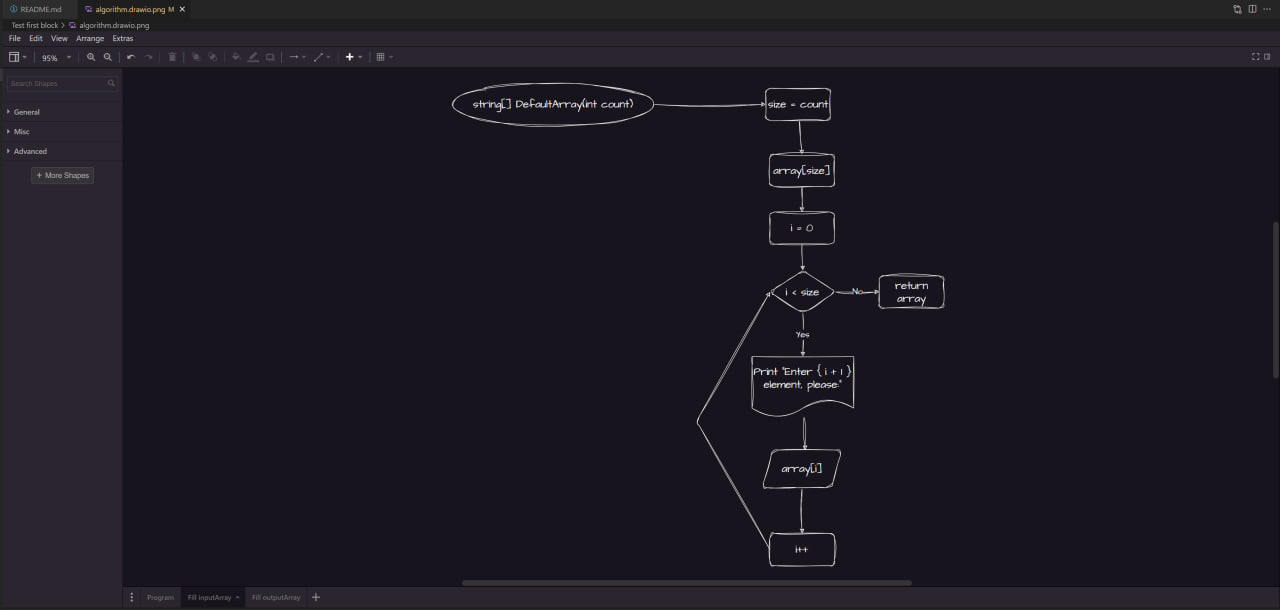 README.md
algorithm.drawio.png M
Test first block > algorithm.drawio.png
File Edit View Arrange Extras
95%
Search Shapes
General
Misc
Advanced
+ More Shapes
string[] DefaultArray(int count)
size = count
array[size]
i = 0
i < size
No
return
array
Yes
Print "Enter { i + 1 }
element, please:"
array[i]
i++
Program
Fill inputArray
Fill outputArray